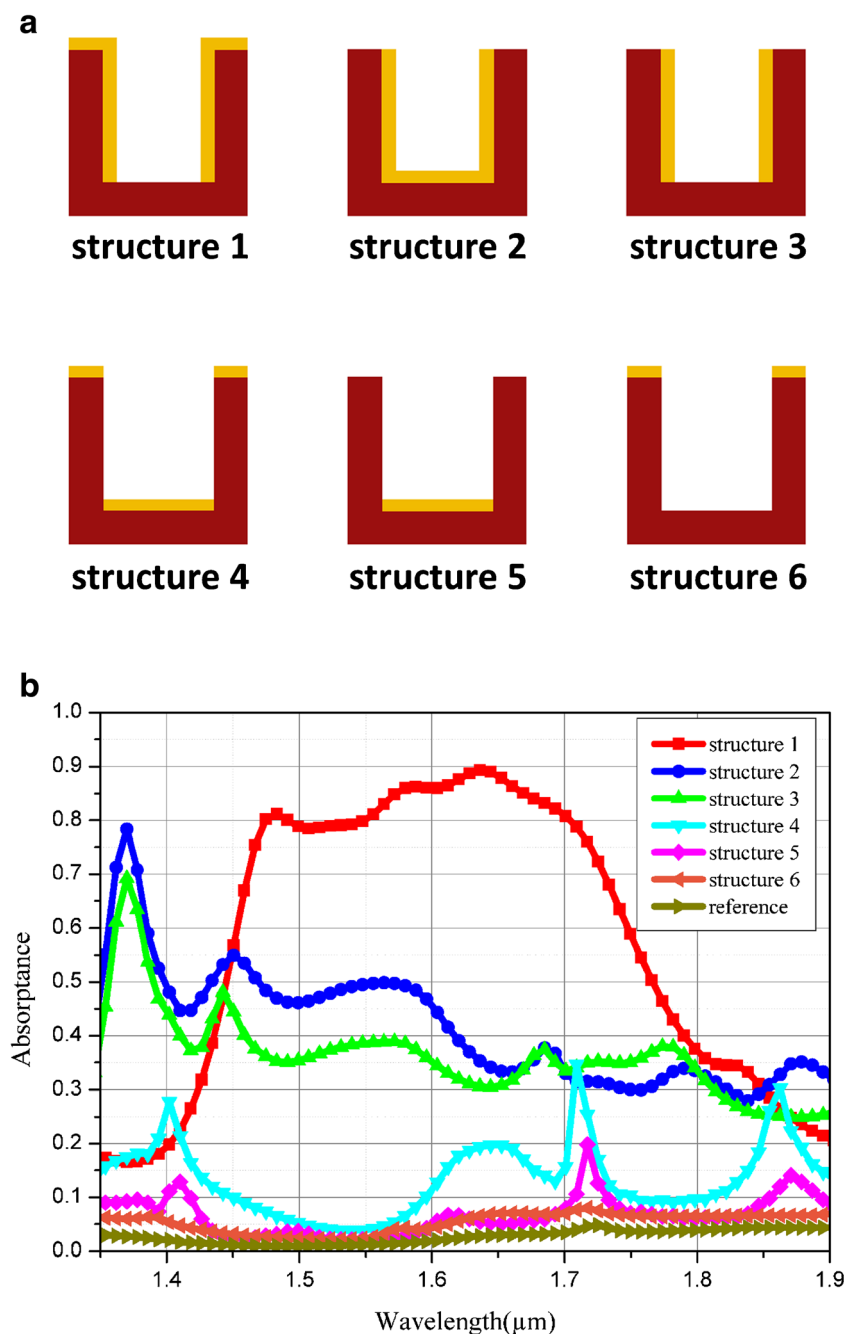 a
structure 1 structure 2 structure 3
structure 4 structure 5 structure 6
b
1.0
0.9
0.8
0.7
0.6
0.5
0.4
0.3
0.2
0.1
0.0
Absorptance
structure 1
structure 2
structure 3
structure 4
structure 5
structure 6
reference
1.4 1.5 1.6 1.7 1.8 1.9
Wavelength(µm)